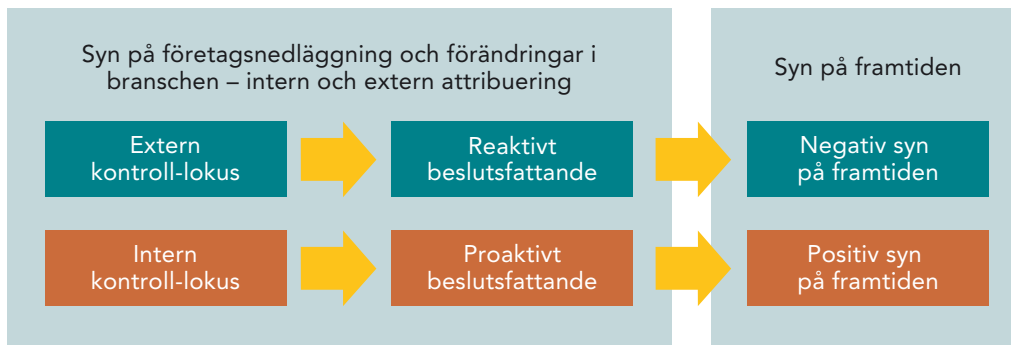 Syn på företagsnedläggning och förändringar i
branschen – intern och extern attribuering
Syn på framtiden
Extern
kontroll-lokus
Reaktivt
beslutsfattande
Negativ syn
på framtiden
Intern
kontroll-lokus
Proaktivt
beslutsfattande
Positiv syn
på framtiden